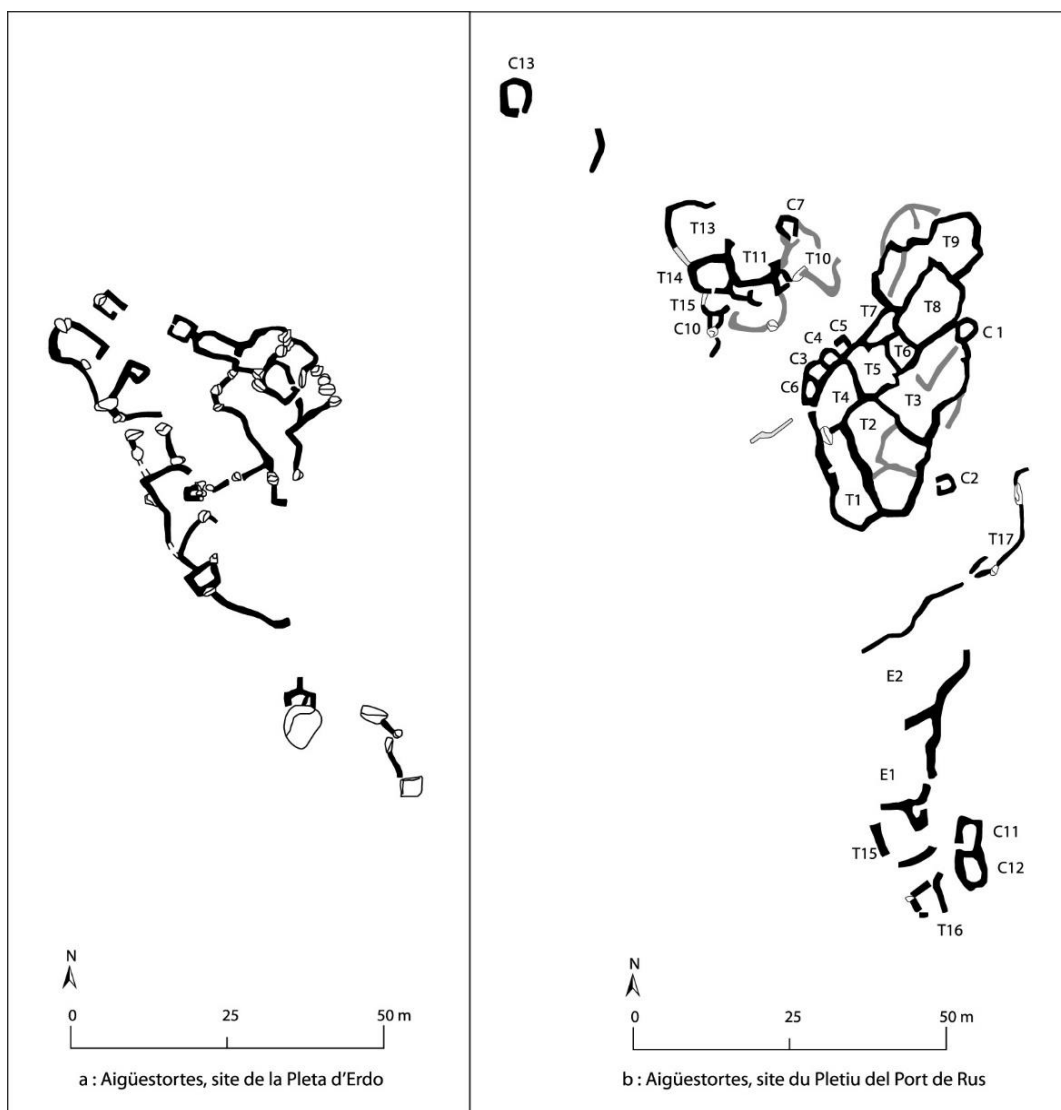 N
0 25 50 m
a : Aigüestortes, site de la Pleta d'Erdo
C13
C7
T13
T9
T11
T10
T14
T8
T15
T7
C10
C5
C 1
C4
T6
C3
T5
C6
T3
T4
T2
C2
T1
T17
E2
E1
C11
T15
C12
T16
N
0 25 50 m
b : Aigüestortes, site du Pletiu del Port de Rus